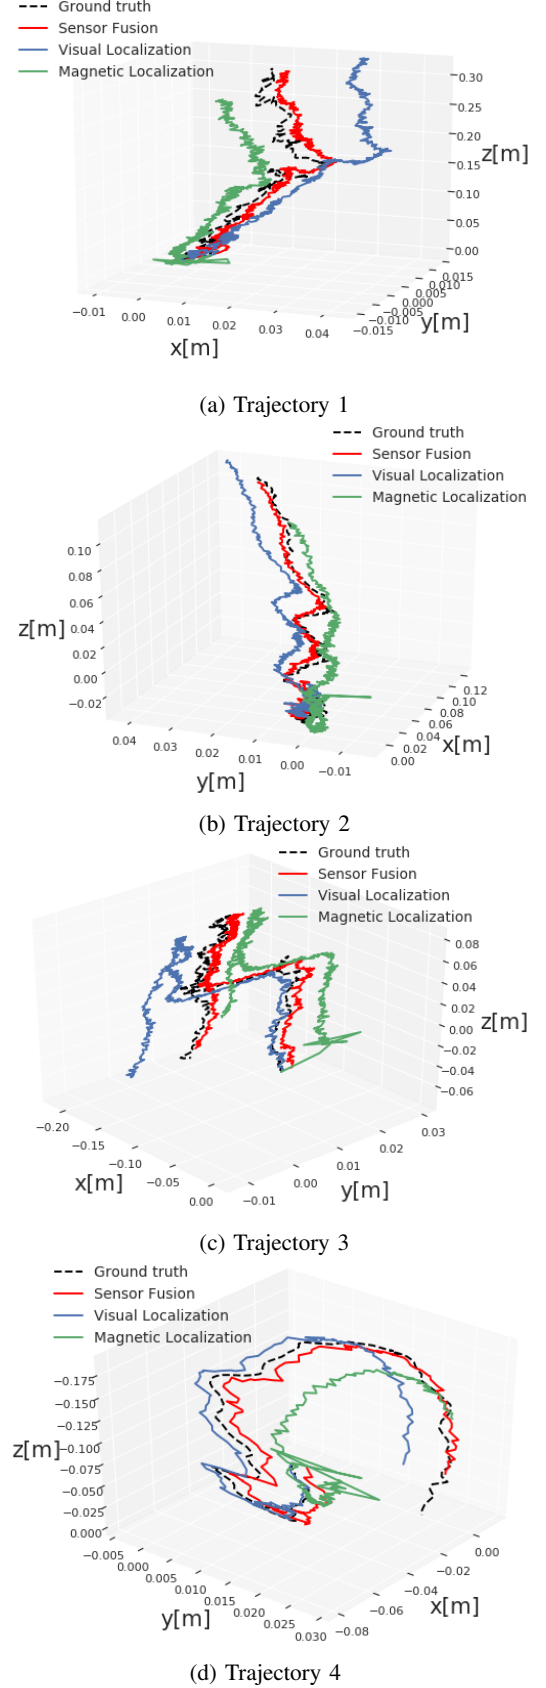 Ground truth
Sensor Fusion
Visual Localization
Magnetic Localization
0.30
0.25
0.20
z[m]
0.15
0.10
0.05
0.00
0.015
0.010
0.005
0.000
−0.005
−0.010
−0.015
y[m]
−0.01
0.00
0.01
0.02
0.03
0.04
x[m]
(a) Trajectory 1
Ground truth
Sensor Fusion
Visual Localization
Magnetic Localization
0.10
0.08
0.06
z[m]
0.04
0.02
0.00
−0.02
0.12
0.10
0.08
0.06
0.04
0.02
0.00
x[m]
0.04
0.03
0.02
0.01
0.00
−0.01
y[m]
(b) Trajectory 2
Ground truth
Sensor Fusion
Visual Localization
Magnetic Localization
0.08
0.06
0.04
0.02
0.00
z[m]
−0.02
−0.04
−0.06
0.03
0.02
0.01
0.00
−0.01
y[m]
−0.20
−0.15
−0.10
−0.05
0.00
x[m]
(c) Trajectory 3
Ground truth
Sensor Fusion
Visual Localization
Magnetic Localization
−0.175
−0.150
−0.125
z[m]
−0.100
−0.075
−0.050
−0.025
0.000
−0.005
0.000
0.005
0.010
0.015
0.020
0.025
0.030
y[m]
0.00
−0.02
−0.04
−0.06
−0.08
x[m]
(d) Trajectory 4